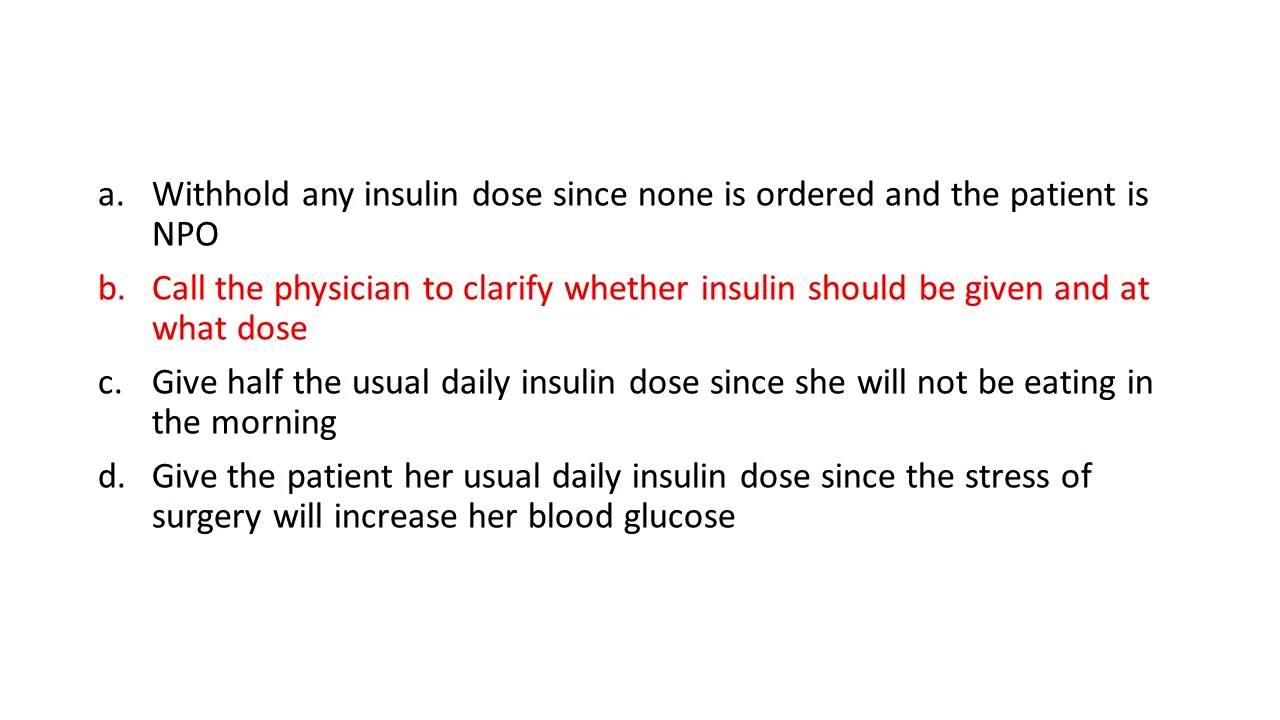 a. Withhold any insulin dose since none is ordered and the patient is
NPO
b. Call the physician to clarify whether insulin should be given and at
what dose
c. Give half the usual daily insulin dose since she will not be eating in
the morning
d. Give the patient her usual daily insulin dose since the stress of
surgery will increase her blood glucose